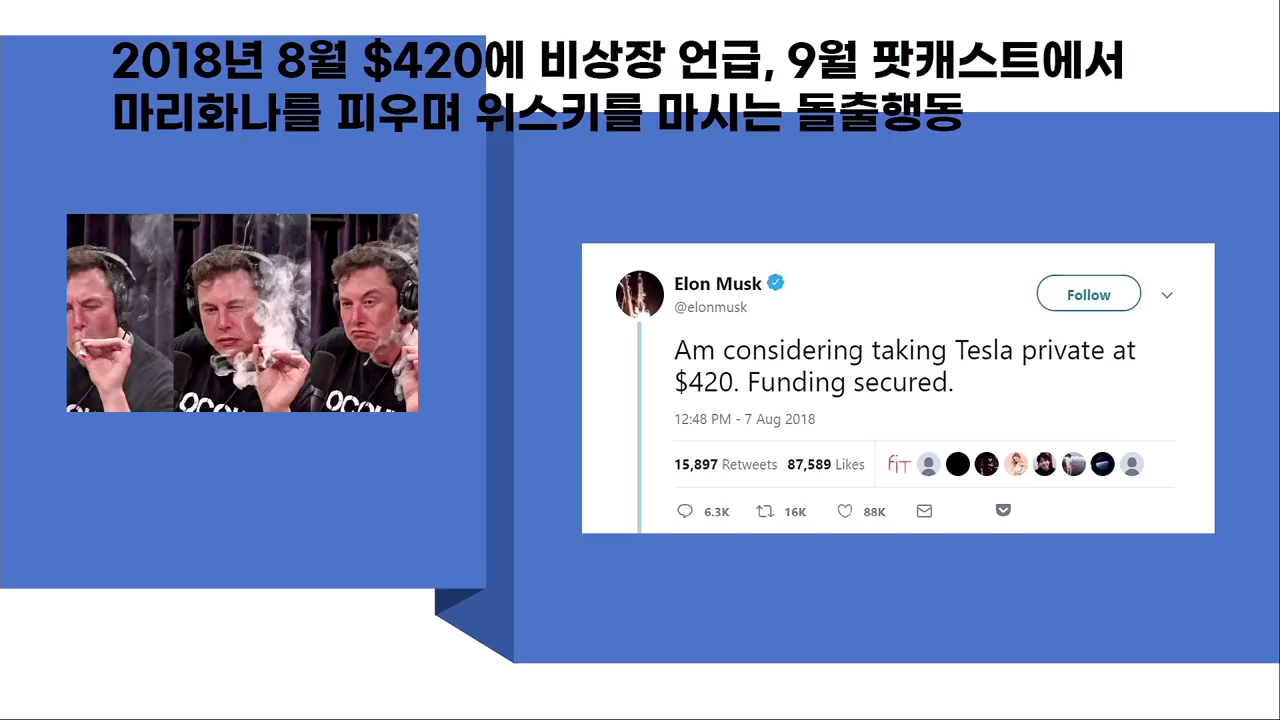 2018년 8월 $420에 비상장 언급, 9월 팟캐스트에서
마리화나를 피우며 위스키를 마시는 돌출행동
Elon Musk
@elonmusk
Follow
Am considering taking Tesla private at
$420. Funding secured.
12:48 PM - 7 Aug 2018
15,897 Retweets 87,589 Likes
fiT
6.3K 16K 88K